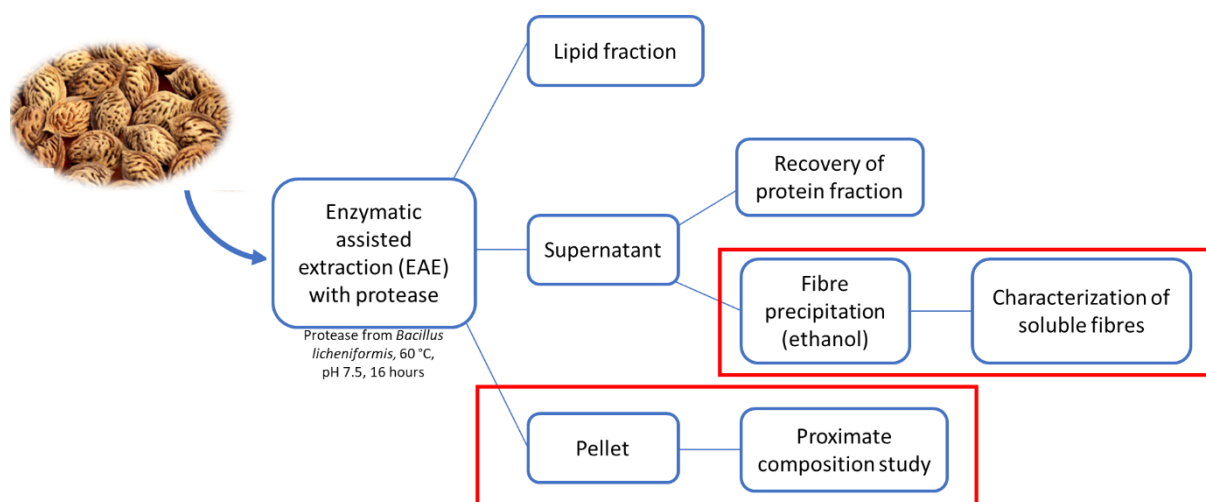 Lipid fraction
Recovery of
protein fraction
Enzymatic
assisted
extraction (EAE)
with protease
Supernatant
Fibre
precipitation
(ethanol)
Characterization of
soluble fibres
Protease from Bacillus
licheniformis, 60 °C,
pH 7.5, 16 hours
Pellet
Proximate
composition study